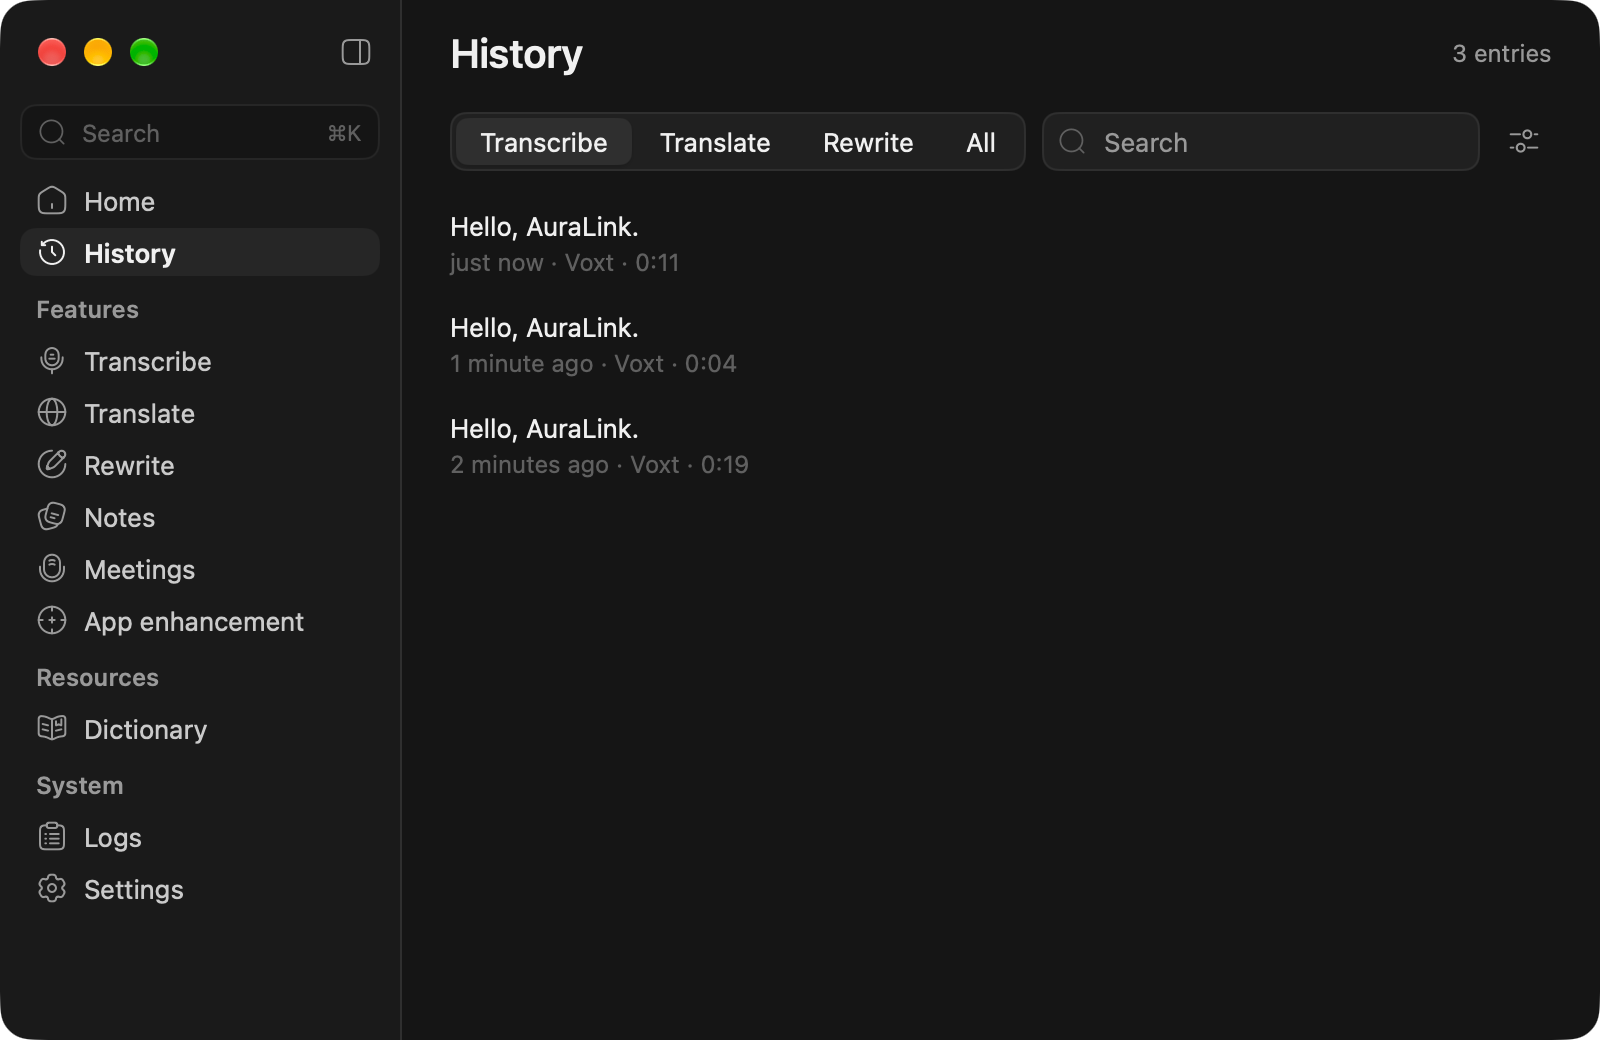 Search ⌘K
Home
History
Features
Transcribe
Translate
Rewrite
Notes
Meetings
App enhancement
Resources
Dictionary
System
Logs
Settings
History
3 entries
Transcribe Translate Rewrite All
Search
Hello, AuraLink.
just now · Voxt · 0:11
Hello, AuraLink.
1 minute ago · Voxt · 0:04
Hello, AuraLink.
2 minutes ago · Voxt · 0:19